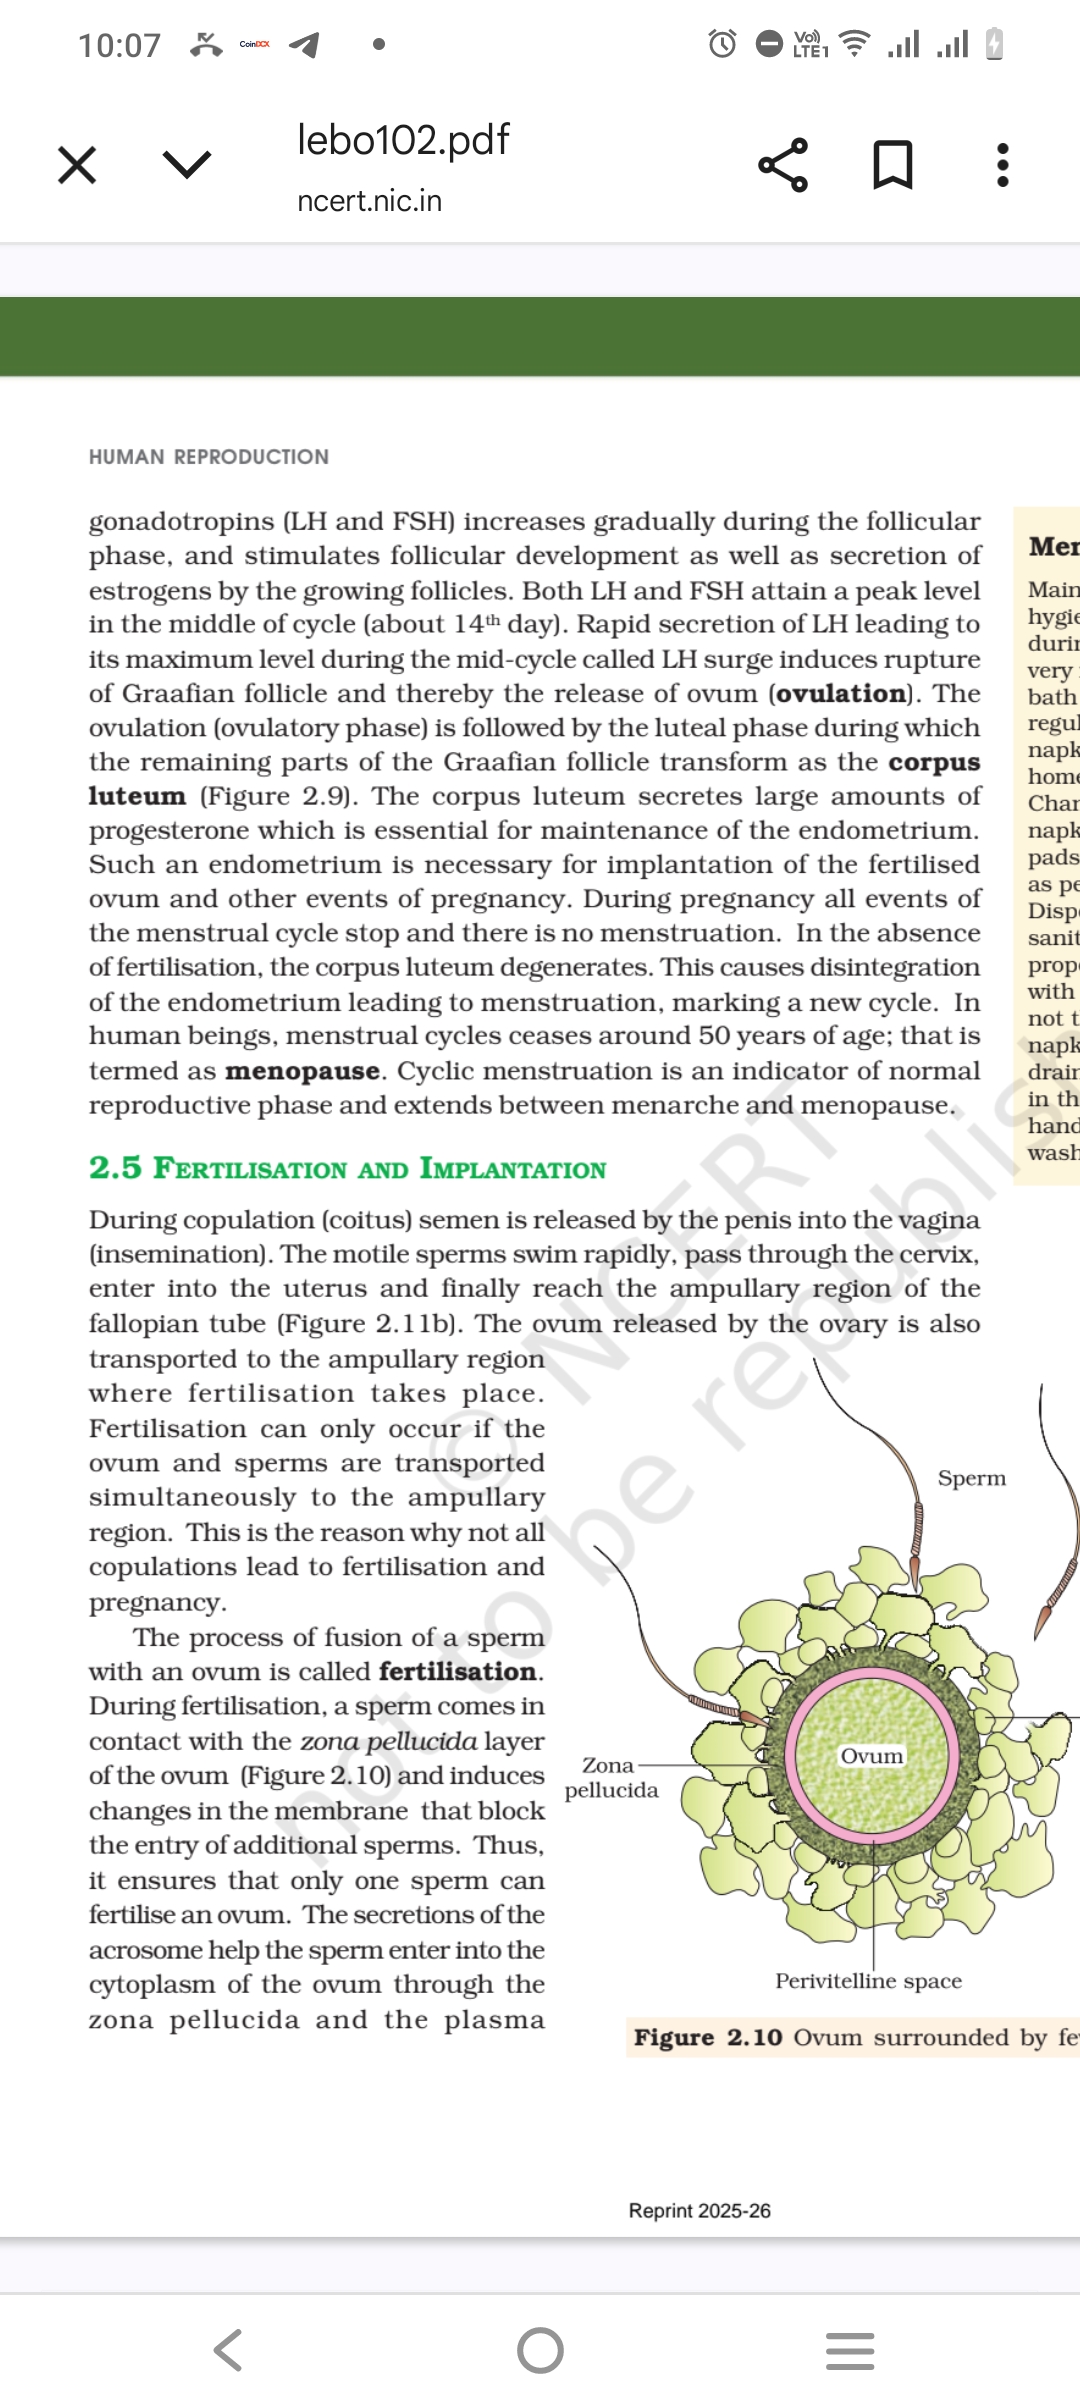 10:07 CoinDCX Vo)) LTE1
lebo102.pdf
ncert.nic.in
HUMAN REPRODUCTION
gonadotropins (LH and FSH) increases gradually during the follicular
phase, and stimulates follicular development as well as secretion of
estrogens by the growing follicles. Both LH and FSH attain a peak level
in the middle of cycle (about 14th day). Rapid secretion of LH leading to
its maximum level during the mid-cycle called LH surge induces rupture
of Graafian follicle and thereby the release of ovum (ovulation). The
ovulation (ovulatory phase) is followed by the luteal phase during which
the remaining parts of the Graafian follicle transform as the corpus
luteum (Figure 2.9). The corpus luteum secretes large amounts of
progesterone which is essential for maintenance of the endometrium.
Such an endometrium is necessary for implantation of the fertilised
ovum and other events of pregnancy. During pregnancy all events of
the menstrual cycle stop and there is no menstruation. In the absence
of fertilisation, the corpus luteum degenerates. This causes disintegration
of the endometrium leading to menstruation, marking a new cycle. In
human beings, menstrual cycles ceases around 50 years of age; that is
termed as menopause. Cyclic menstruation is an indicator of normal
reproductive phase and extends between menarche and menopause.
2.5 FERTILISATION AND IMPLANTATION
During copulation (coitus) semen is released by the penis into the vagina
(insemination). The motile sperms swim rapidly, pass through the cervix,
enter into the uterus and finally reach the ampullary region of the
fallopian tube (Figure 2.11b). The ovum released by the ovary is also
transported to the ampullary region
where fertilisation takes place.
Fertilisation can only occur if the
ovum and sperms are transported
simultaneously to the ampullary
region. This is the reason why not all
copulations lead to fertilisation and
pregnancy.
The process of fusion of a sperm
with an ovum is called fertilisation.
During fertilisation, a sperm comes in
contact with the zona pellucida layer
of the ovum (Figure 2.10) and induces
changes in the membrane that block
the entry of additional sperms. Thus,
it ensures that only one sperm can
fertilise an ovum. The secretions of the
acrosome help the sperm enter into the
cytoplasm of the ovum through the
zona pellucida and the plasma
Sperm
Ovum
Zona
pellucida
Perivitelline space
Figure 2.10 Ovum surrounded by fe
Men
Main
hygie
durin
very
bath
regul
napk
home
Chan
napk
pads
as pe
Dispo
sanit
prope
with
not t
napk
drain
in th
hand
wash
© NCERT
not to be republish
Reprint 2025-26